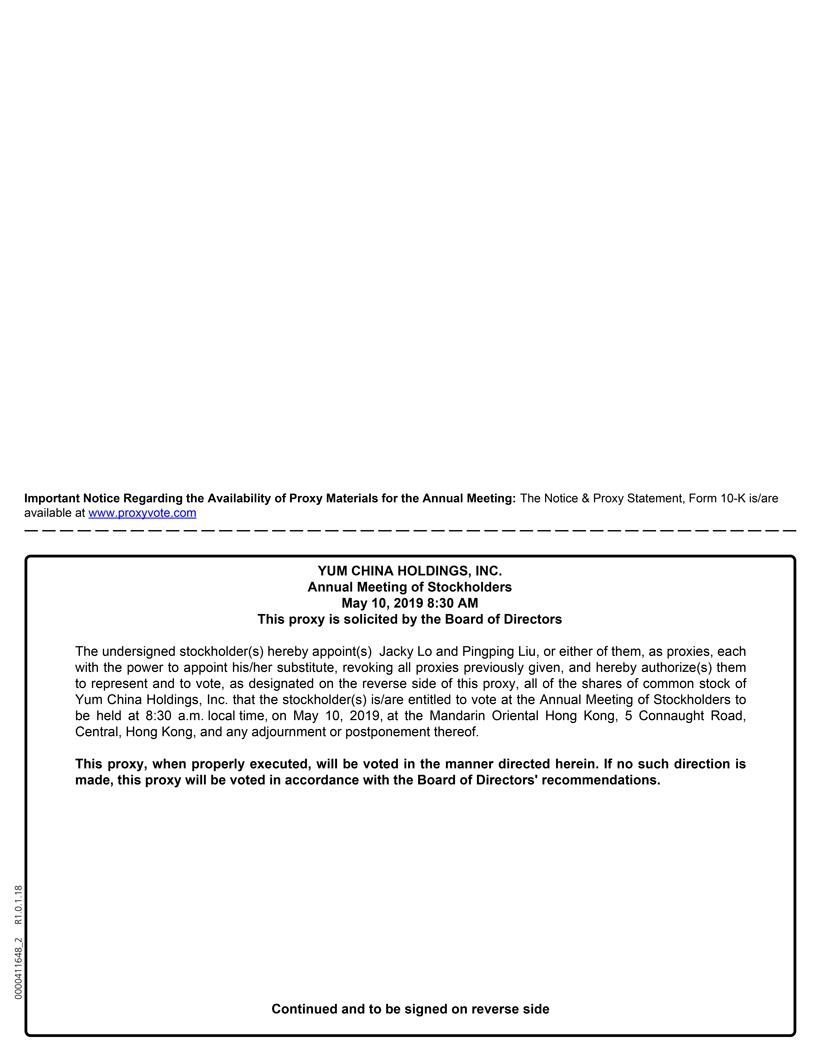 Important Notice Regarding the Availability of Proxy Materials for the Annual Meeting: The Notice & Proxy Statement, Form 10-K is/are
available at www.proxyvote.com
YUM CHINA HOLDINGS, INC.
Annual Meeting of Stockholders
May 10, 2019 8:30 AM
This proxy is solicited by the Board of Directors
The undersigned stockholder(s) hereby appoint(s) Jacky Lo and Pingping Liu, or either of them, as proxies, each
with the power to appoint his/her substitute, revoking all proxies previously given, and hereby authorize(s) them
to represent and to vote, as designated on the reverse side of this proxy, all of the shares of common stock of
Yum China Holdings, Inc. that the stockholder(s) is/are entitled to vote at the Annual Meeting of Stockholders to
be held at 8:30 a.m. local time, on May 10, 2019, at the Mandarin Oriental Hong Kong, 5 Connaught Road,
Central, Hong Kong, and any adjournment or postponement thereof.
This proxy, when properly executed, will be voted in the manner directed herein. If no such direction is
made, this proxy will be voted in accordance with the Board of Directors' recommendations.
0000411648_2 R1.0.1.18
Continued and to be signed on reverse side